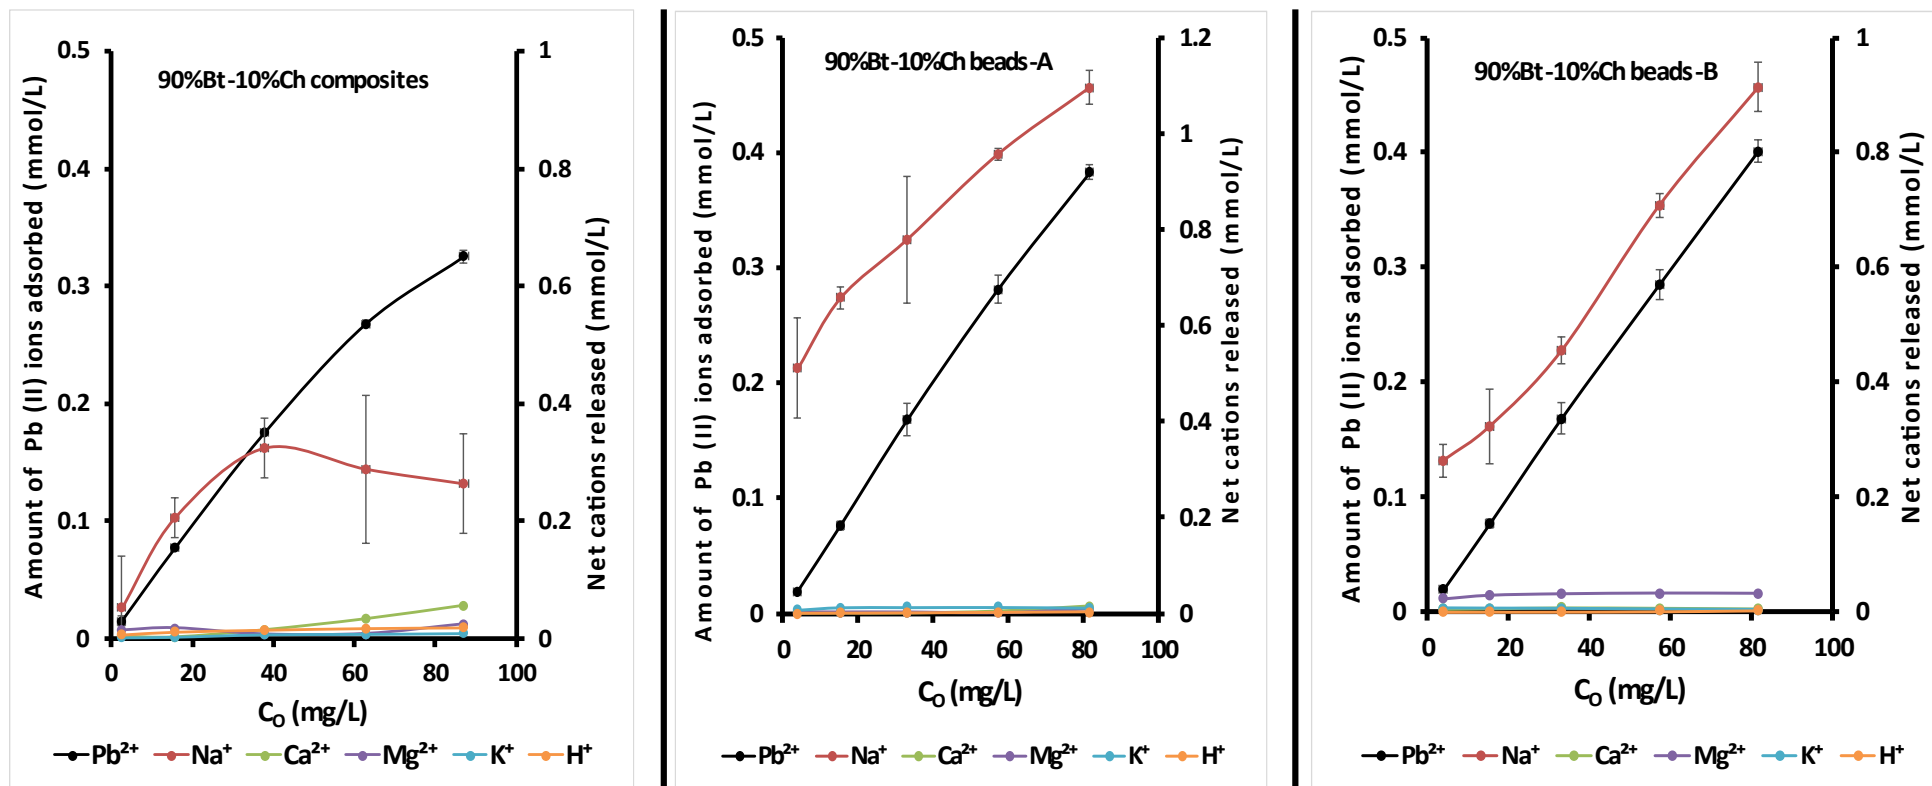 90%Bt-10%Ch composites
Amount of Pb (II) ions adsorbed (mmol/L)
0.5
0.4
0.3
0.2
0.1
0
1
0.8
0.6
0.4
0.2
0
Net cations released (mmol/L)
0 20 40 60 80 100
C₀ (mg/L)
Pb²⁺ Na⁺ Ca²⁺ Mg²⁺ K⁺ H⁺
90%Bt-10%Ch beads-A
Amount of Pb (II) ions adsorbed (mmol/L)
0.5
0.4
0.3
0.2
0.1
0
1.2
1
0.8
0.6
0.4
0.2
0
Net cations released (mmol/L)
0 20 40 60 80 100
C₀ (mg/L)
Pb²⁺ Na⁺ Ca²⁺ Mg²⁺ K⁺ H⁺
90%Bt-10%Ch beads-B
Amount of Pb (II) ions adsorbed (mmol/L)
0.5
0.4
0.3
0.2
0.1
0
1
0.8
0.6
0.4
0.2
0
Net cations released (mmol/L)
0 20 40 60 80 100
C₀ (mg/L)
Pb²⁺ Na⁺ Ca²⁺ Mg²⁺ K⁺ H⁺